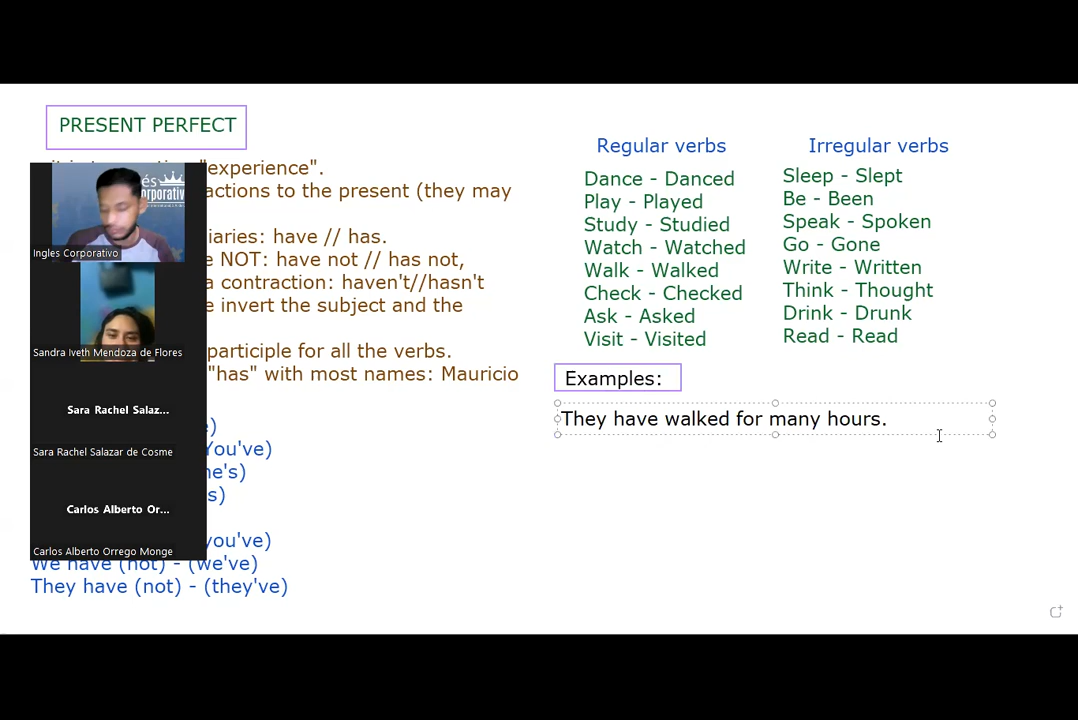 PRESENT PERFECT
"experience".
actions to the present (they may
have // has.
NOT: have not // has not,
a contraction: haven't//hasn't
invert the subject and the
participle for all the verbs.
"has" with most names: Mauricio
You've)
you've)
We have (not) - (we've)
They have (not) - (they've)
Ingles Corporativo
Sandra Iveth Mendoza de Flores
Sara Rachel Salaz...
Sara Rachel Salazar de Cosme
Carlos Alberto Or...
Carlos Alberto Orrego Monge
Regular verbs
Dance - Danced
Play - Played
Study - Studied
Watch - Watched
Walk - Walked
Check - Checked
Ask - Asked
Visit - Visited
Irregular verbs
Sleep - Slept
Be - Been
Speak - Spoken
Go - Gone
Write - Written
Think - Thought
Drink - Drunk
Read - Read
Examples:
They have walked for many hours.